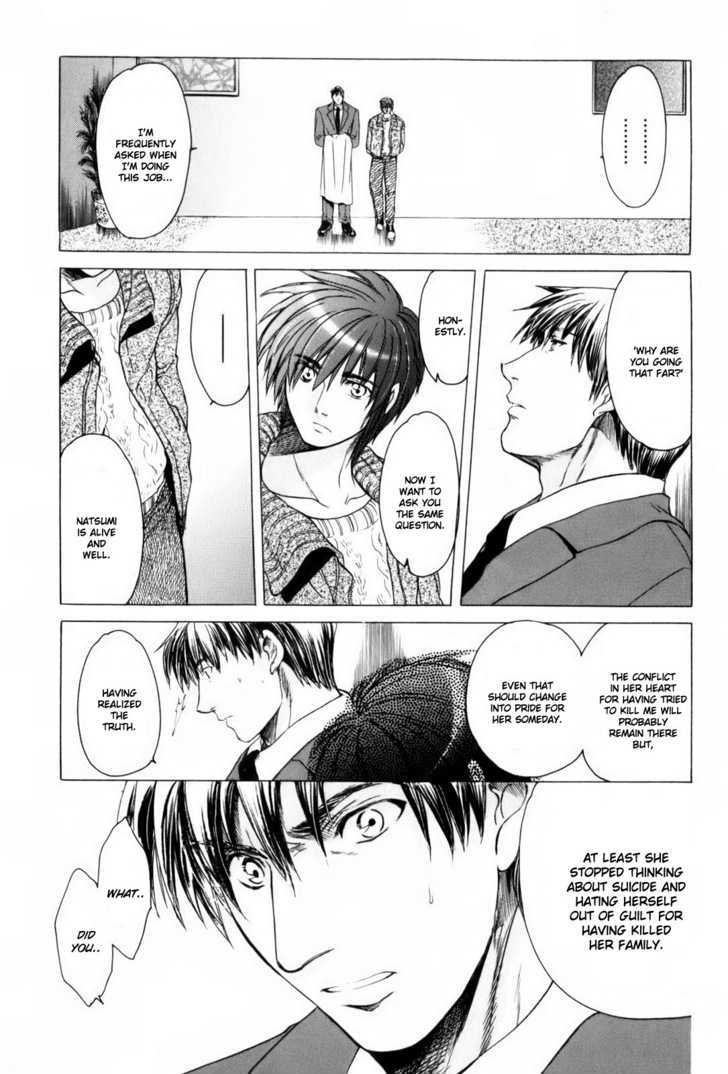 ......
I'M
FREQUENTLY
ASKED WHEN
I'M DOING
THIS JOB...
'WHY ARE
YOU GOING
THAT FAR?'
HON-
ESTLY.
NOW I
WANT TO
ASK YOU
THE SAME
QUESTION.
—
NATSUMI
IS ALIVE
AND
WELL.
THE CONFLICT
IN HER HEART
FOR HAVING TRIED
TO KILL ME WILL
PROBABLY
REMAIN THERE
BUT,
EVEN THAT
SHOULD CHANGE
INTO PRIDE FOR
HER SOMEDAY.
HAVING
REALIZED
THE
TRUTH.
AT LEAST SHE
STOPPED THINKING
ABOUT SUICIDE AND
HATING HERSELF
OUT OF GUILT FOR
HAVING KILLED
HER FAMILY.
WHAT..
DID
YOU..